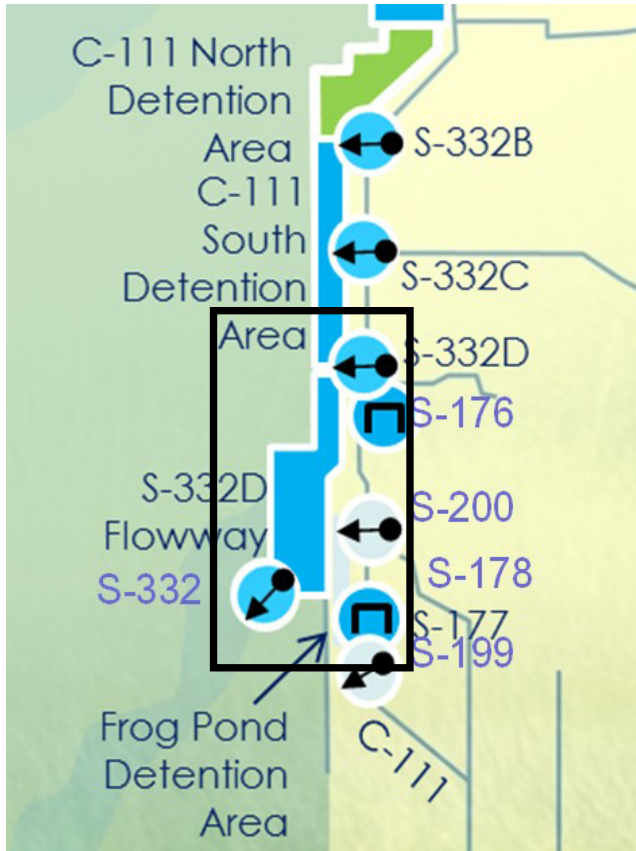 C-111 North
Detention
Area
S-332B
C-111
South
Detention
Area
S-332C
S-332D
S-176
S-332D
Flowway
S-200
S-178
S-332
S-177
S-199
Frog Pond
Detention
Area
C-111